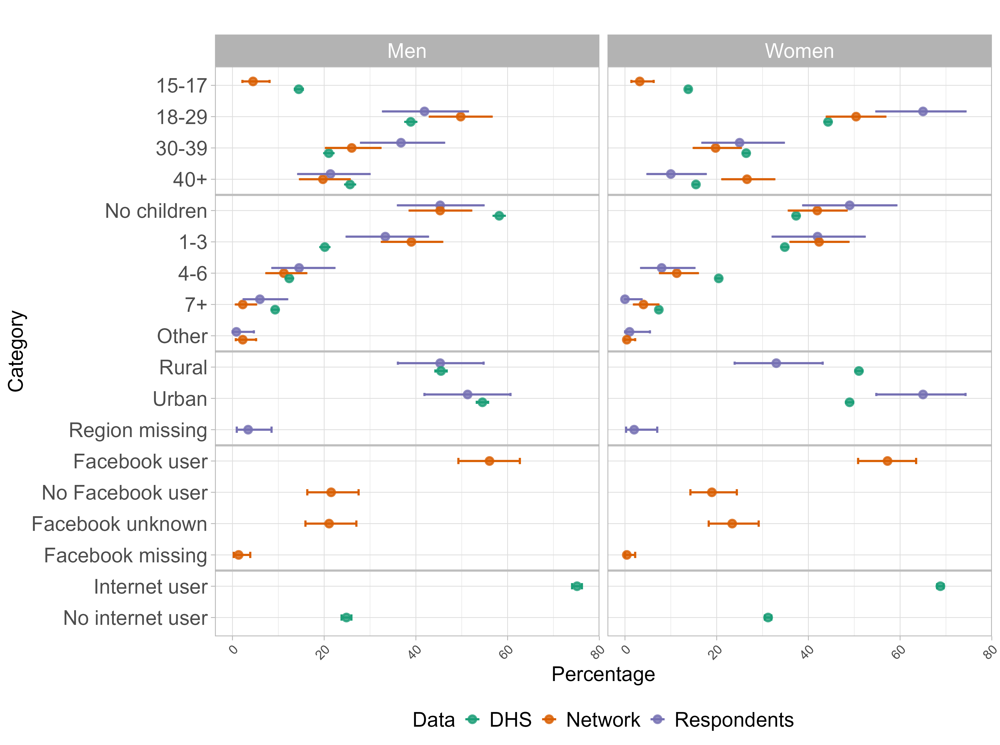 Men Women
15-17
18-29
30-39
40+
No children
1-3
4-6
7+
Other
Rural
Urban
Region missing
Facebook user
No Facebook user
Facebook unknown
Facebook missing
Internet user
No internet user
Category
0 20 40 60 80 0 20 40 60 80
Percentage
Data DHS Network Respondents